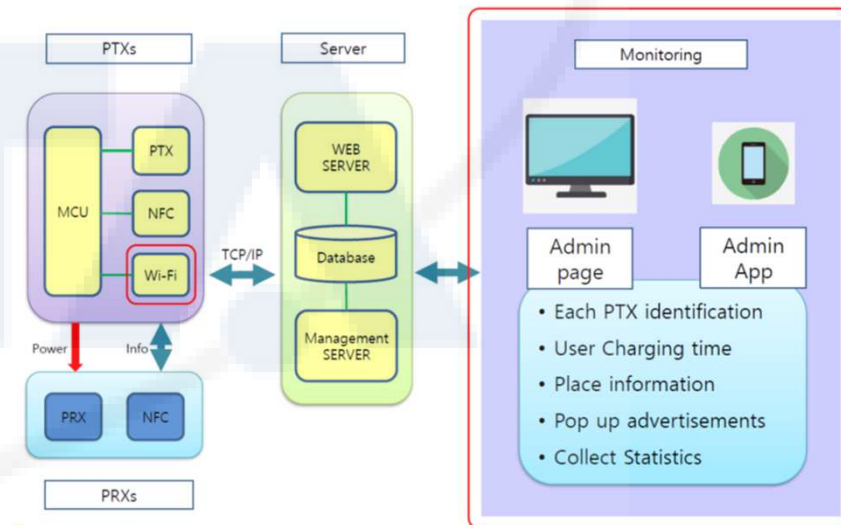 PTXs
Server
Monitoring
MCU
PTX
NFC
Wi-Fi
TCP/IP
WEB
SERVER
Database
Management
SERVER
Power
Info
PRX
NFC
PRXs
Admin
page
Admin
App
• Each PTX identification
• User Charging time
• Place information
• Pop up advertisements
• Collect Statistics